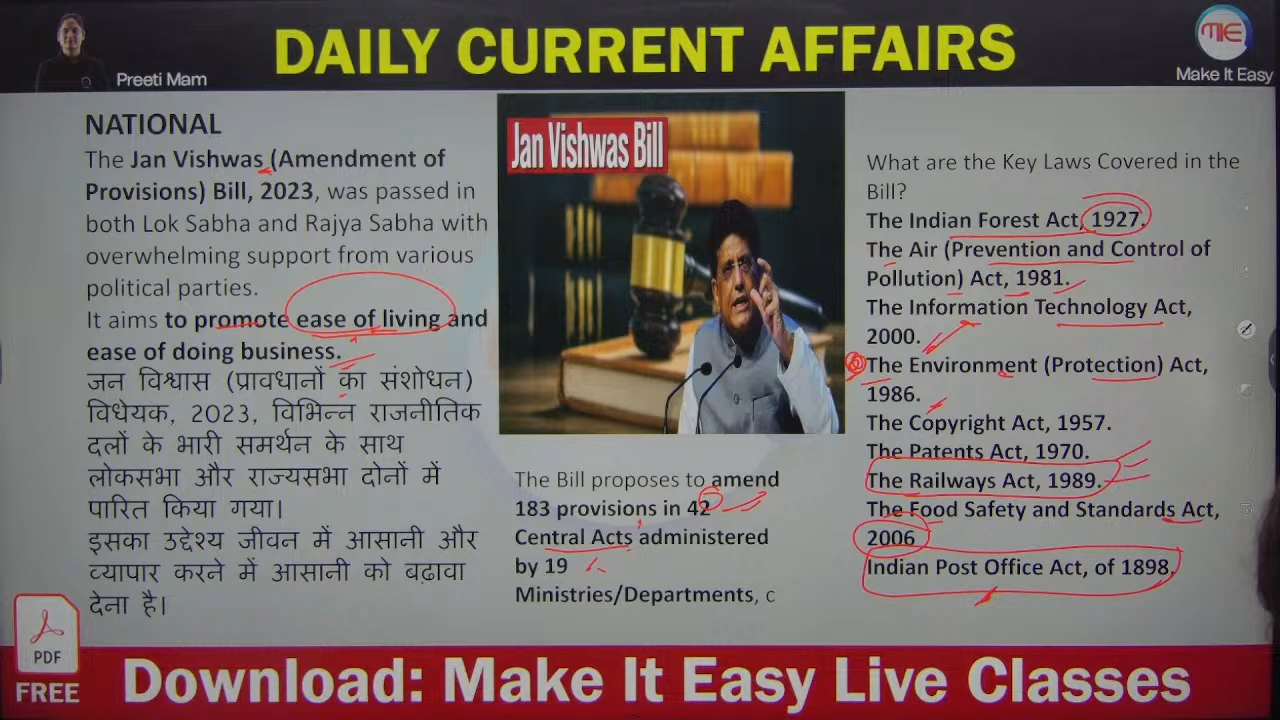 DAILY CURRENT AFFAIRS
Preeti Mam
MIE
Make It Easy
NATIONAL
The Jan Vishwas (Amendment of
Provisions) Bill, 2023, was passed in
both Lok Sabha and Rajya Sabha with
overwhelming support from various
political parties.
It aims to promote ease of living and
ease of doing business.
जन विश्वास (प्रावधानों का संशोधन)
विधेयक, 2023, विभिन्न राजनीतिक
दलों के भारी समर्थन के साथ
लोकसभा और राज्यसभा दोनों में
पारित किया गया।
इसका उद्देश्य जीवन में आसानी और
व्यापार करने में आसानी को बढ़ावा
देना है।
Jan Vishwas Bill
The Bill proposes to amend
183 provisions in 42
Central Acts administered
by 19
Ministries/Departments, c
What are the Key Laws Covered in the
Bill?
The Indian Forest Act, 1927.
The Air (Prevention and Control of
Pollution) Act, 1981.
The Information Technology Act,
2000.
The Environment (Protection) Act,
1986.
The Copyright Act, 1957.
The Patents Act, 1970.
The Railways Act, 1989.
The Food Safety and Standards Act,
2006
Indian Post Office Act, of 1898.
PDF
FREE
Download: Make It Easy Live Classes